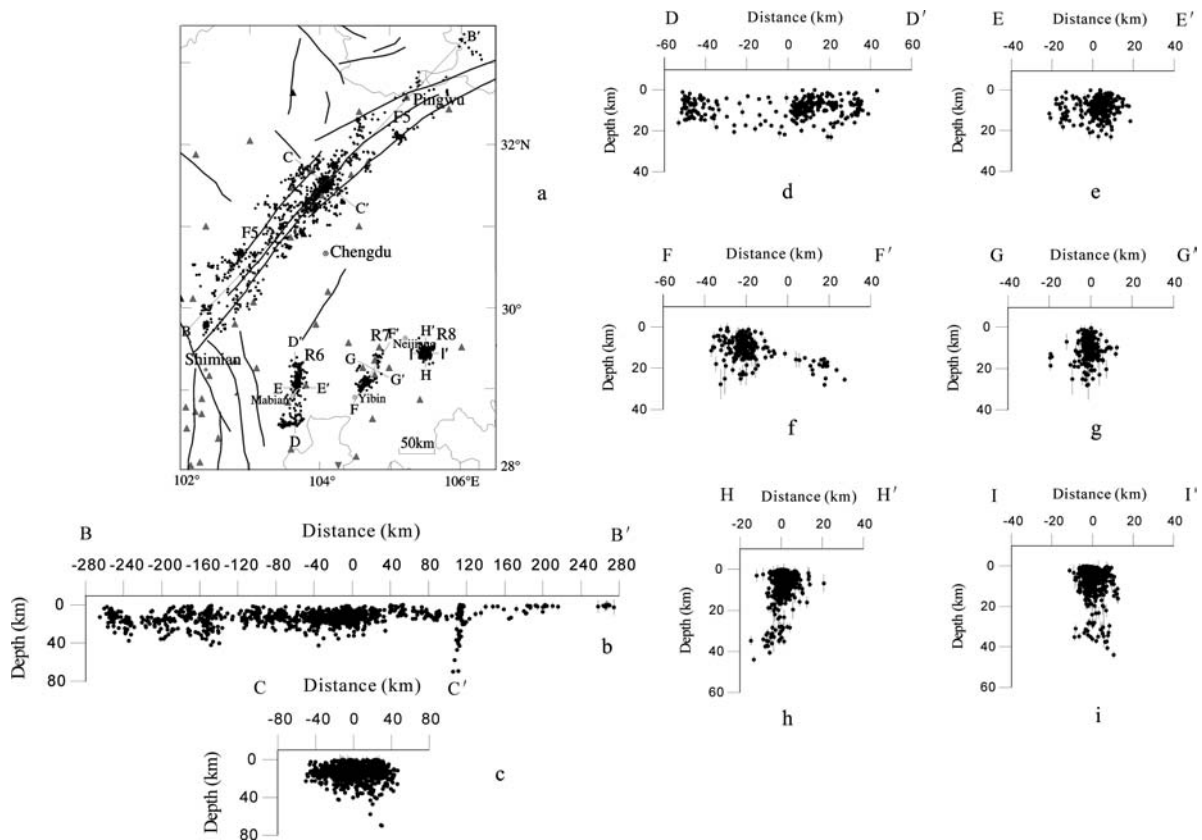 B′
Pingwu
F5
32°N
C
C′
a
F5
Chengdu
30°
B
Shimian
D′
R6
R7
F′
Neijiang
H′
R8
I
I′
G
E
E′
G′
H
Mabian
F
Yibin
D
50km
28°
102°
104°
106°E
D
Distance (km)
D′
-60 -40 -20 0 20 40 60
Depth (km)
0
20
40
d
E
Distance (km)
E′
-40 -20 0 20 40
Depth (km)
0
20
40
e
F
Distance (km)
F′
-60 -40 -20 0 20 40
Depth (km)
0
20
40
f
G
Distance (km)
G′
-40 -20 0 20 40
Depth (km)
0
20
40
g
B
Distance (km)
B′
-280 -240 -200 -160 -120 -80 -40 0 40 80 120 160 200 240 280
Depth (km)
0
40
80
b
C
Distance (km)
C′
-80 -40 0 40 80
Depth (km)
0
40
80
c
H
Distance (km)
H′
-20 0 20 40
Depth (km)
0
20
40
60
h
I
Distance (km)
I′
-40 -20 0 20 40
Depth (km)
0
20
40
60
i